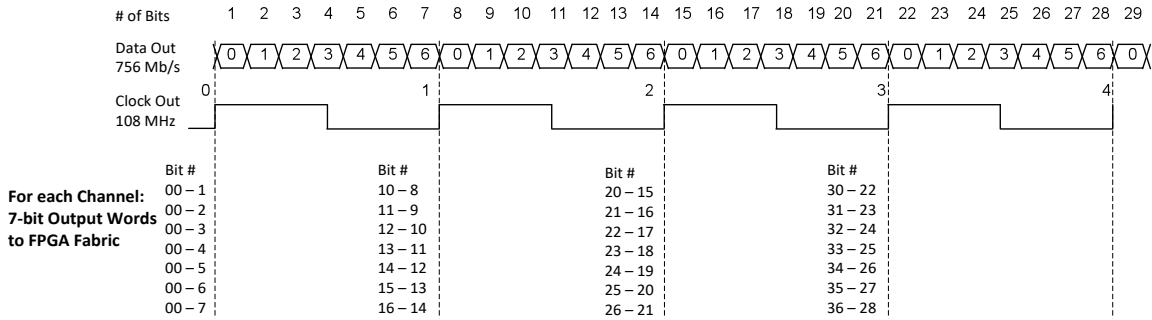 # of Bits 1 2 3 4 5 6 7 8 9 10 11 12 13 14 15 16 17 18 19 20 21 22 23 24 25 26 27 28 29
Data Out
756 Mb/s
0 1 2 3 4 5 6 0 1 2 3 4 5 6 0 1 2 3 4 5 6 0 1 2 3 4 5 6 0
0 1 2 3 4
Clock Out
108 MHz
For each Channel:
7-bit Output Words
to FPGA Fabric
Bit #
00 – 1
00 – 2
00 – 3
00 – 4
00 – 5
00 – 6
00 – 7
Bit #
10 – 8
11 – 9
12 – 10
13 – 11
14 – 12
15 – 13
16 – 14
Bit #
20 – 15
21 – 16
22 – 17
23 – 18
24 – 19
25 – 20
26 – 21
Bit #
30 – 22
31 – 23
32 – 24
33 – 25
34 – 26
35 – 27
36 – 28